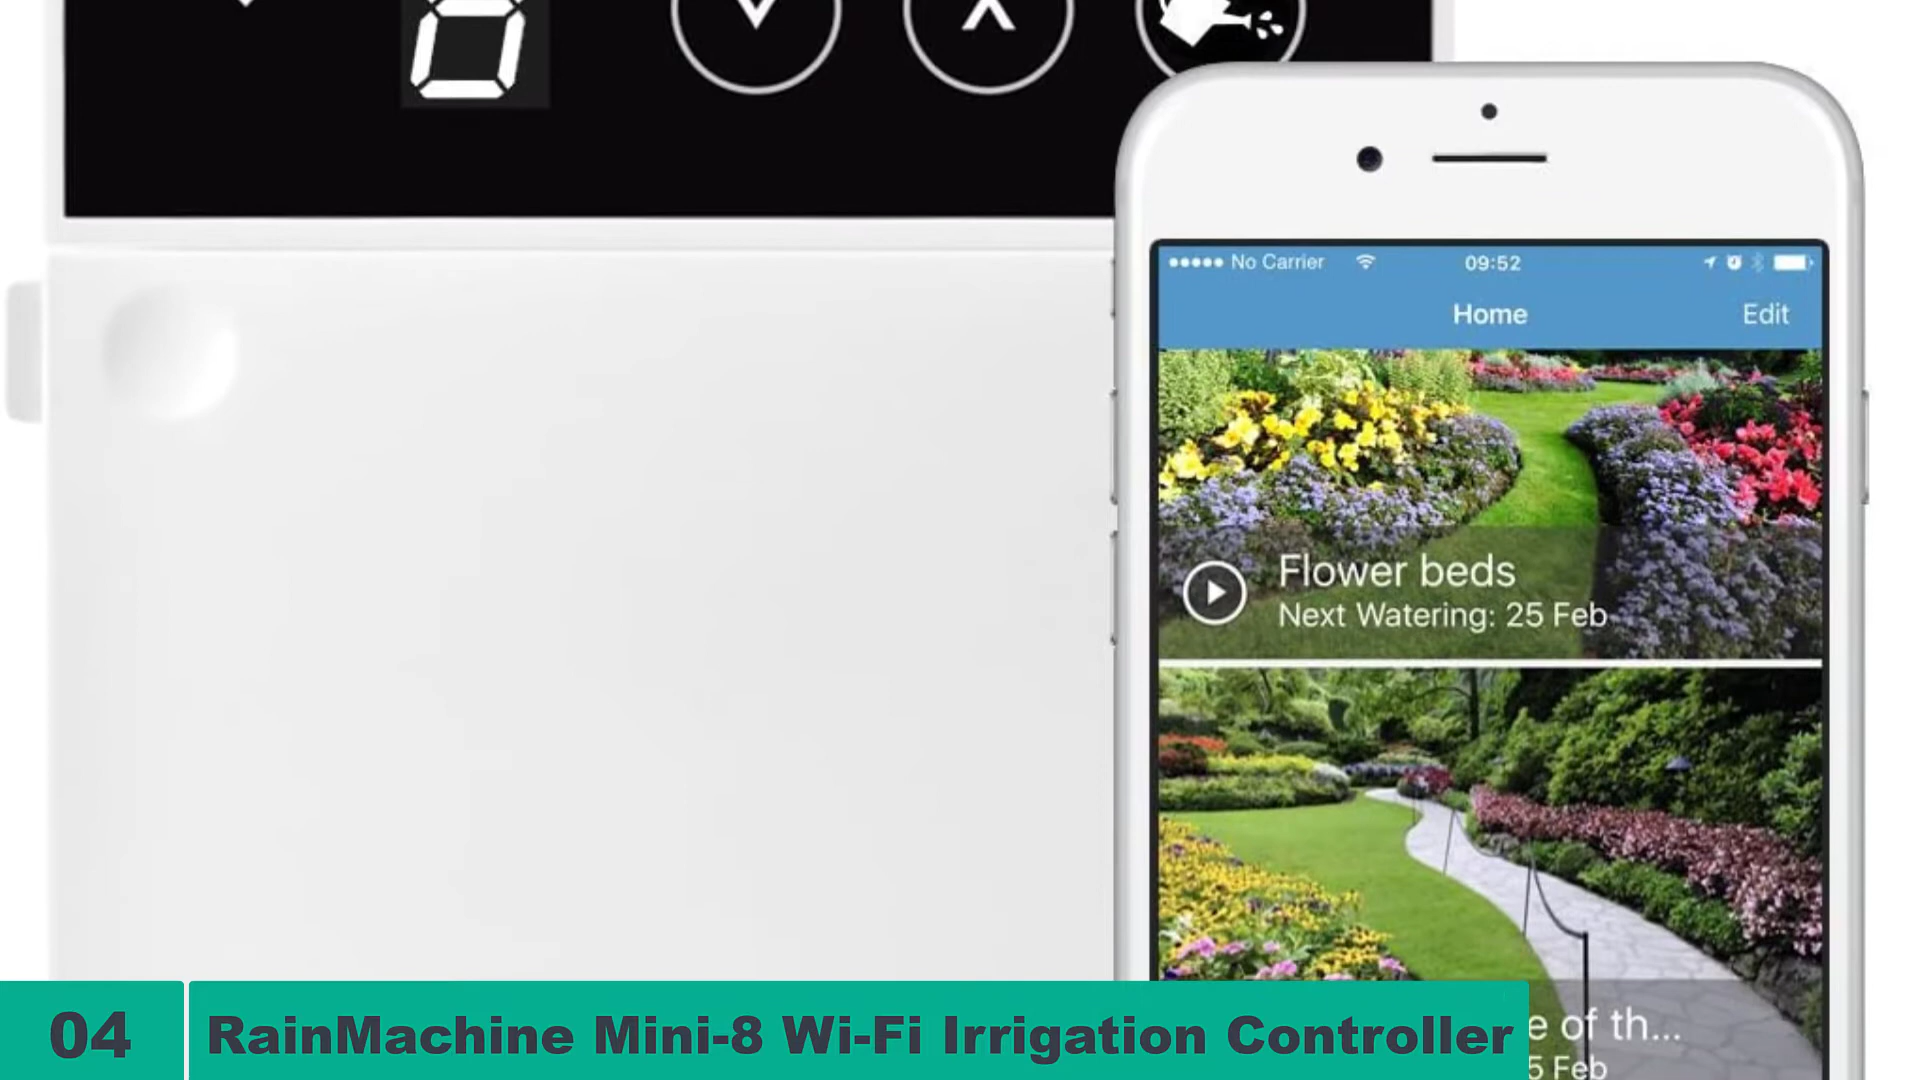 No Carrier 09:52
Home Edit
Flower beds
Next Watering: 25 Feb
e of th...
5 Feb
04 RainMachine Mini-8 Wi-Fi Irrigation Controller